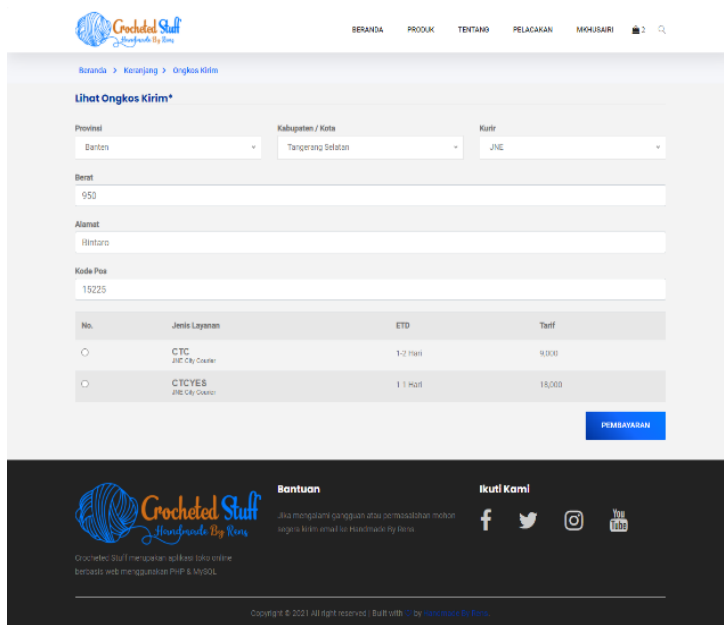 Crocheted Stuff
Handmade By Rens
BERANDA PRODUK TENTANG PELACAKAN MKHUSAIRI 2
Beranda > Keranjang > Ongkos Kirim
Lihat Ongkos Kirim*
Provinsi Kabupaten / Kota Kurir
Banten Tangerang Selatan JNE
Berat
950
Alamat
Bintaro
Kode Pos
15225
No. Jenis Layanan ETD Tarif
CTC 1-2 Hari 9,000
JNE City Courier
CTCYES 1-1 Hari 18,000
JNE City Courier
PEMBAYARAN
Crocheted Stuff
Handmade By Rens
Crocheted Stuff merupakan aplikasi toko online
berbasis web menggunakan PHP & MySQL
Bantuan
Jika mengalami gangguan atau permasalahan mohon
segera kirim email ke Handmade By Rens
Ikuti Kami
You
Tube
Copyright © 2021 All right reserved | Built with by